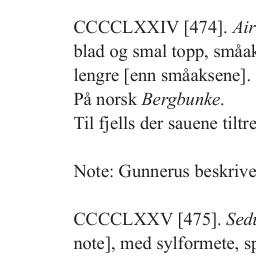 CCCCLXXIV [474]. Air
blad og smal topp, småak
lengre [enn småaksene].
På norsk Bergbunke.
Til fjells der sauene tiltre
Note: Gunnerus beskrive
CCCCLXXV [475]. Sedu
note], med sylformete, sp